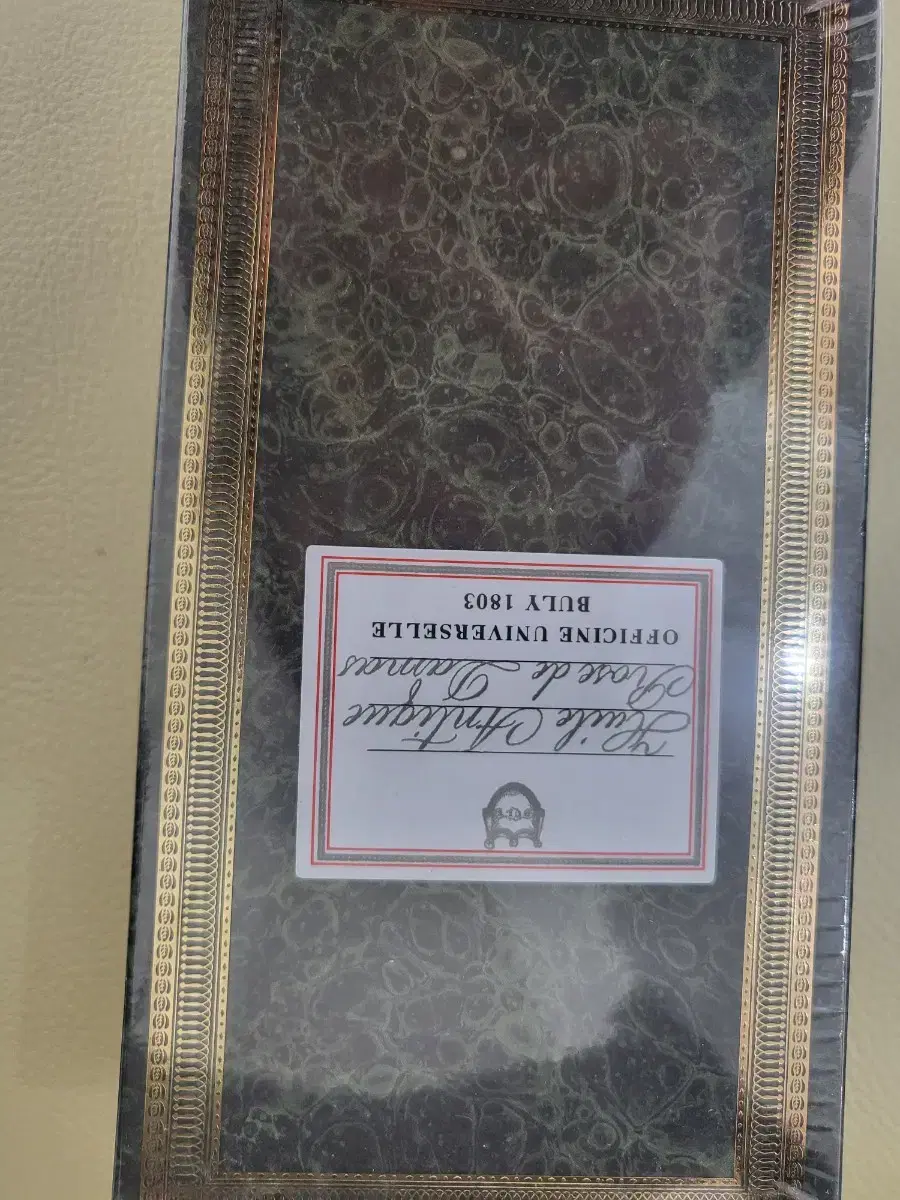 Huile Antique
Rose de Damas
OFFICINE UNIVERSELLE
BULY 1803